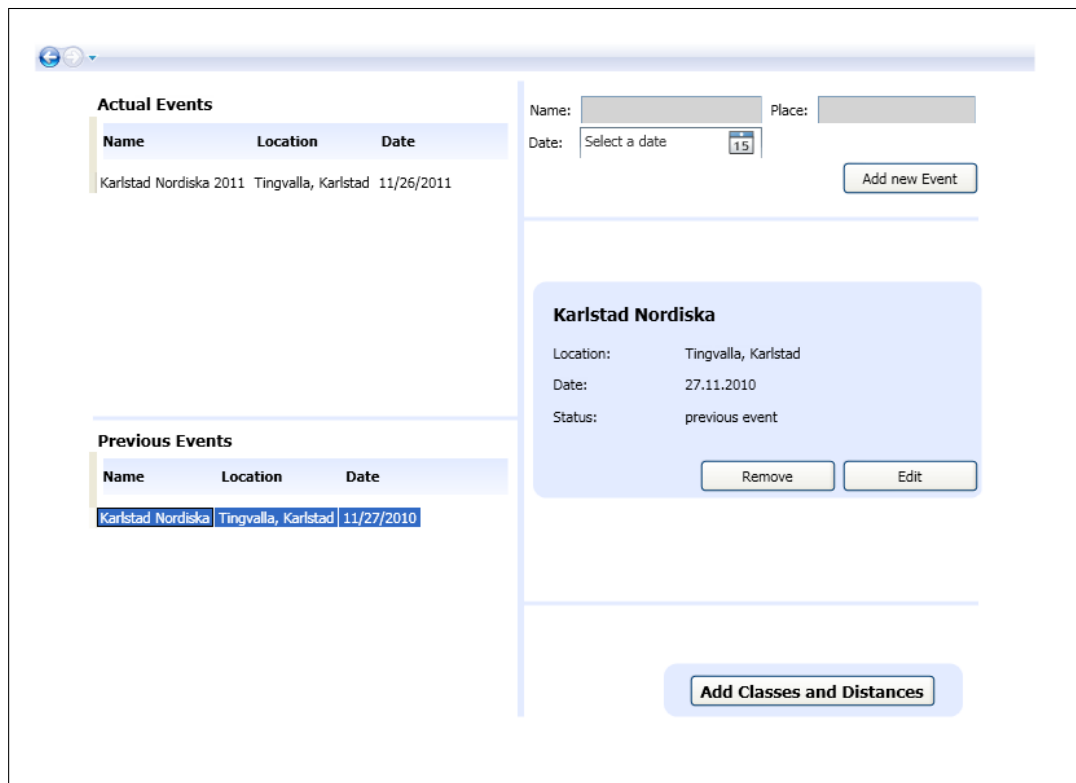 Actual Events
Name Location Date
Karlstad Nordiska 2011 Tingvalla, Karlstad 11/26/2011
Previous Events
Name Location Date
Karlstad Nordiska Tingvalla, Karlstad 11/27/2010
Name: Place:
Date: Select a date 15
Add new Event
Karlstad Nordiska
Location: Tingvalla, Karlstad
Date: 27.11.2010
Status: previous event
Remove Edit
Add Classes and Distances